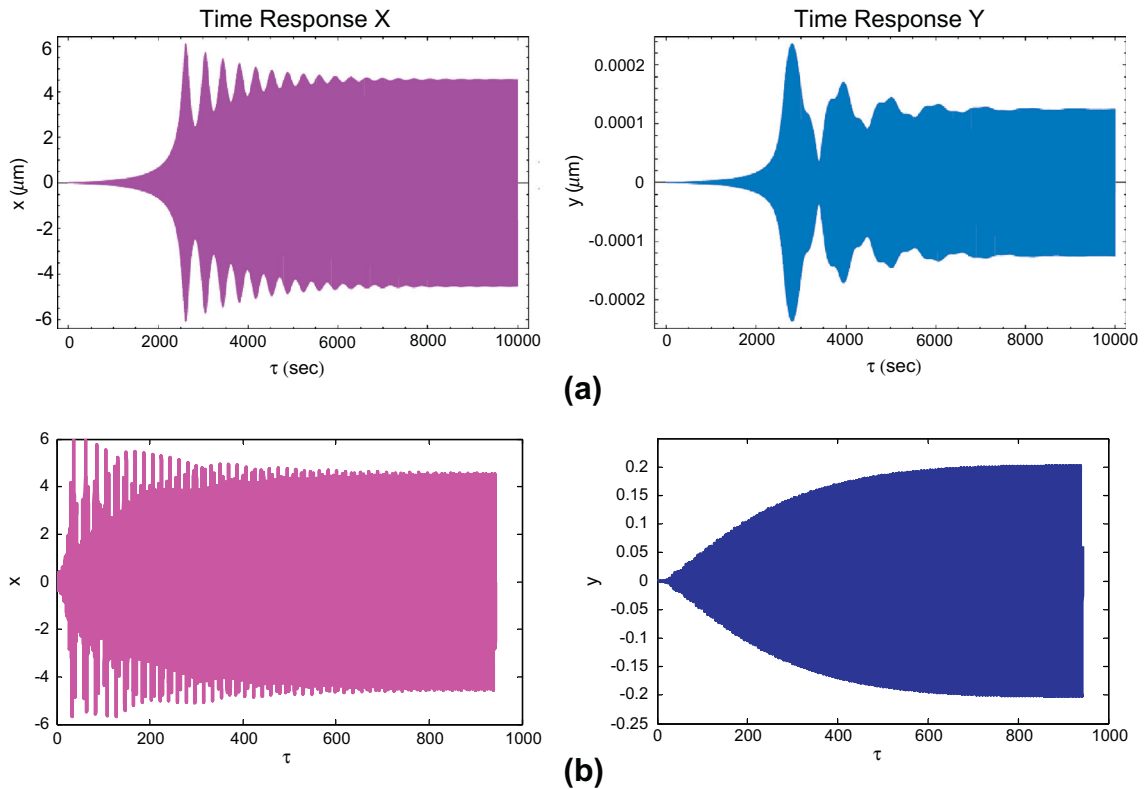 Time Response X
Time Response Y
x (μm)
6
4
2
0
-2
-4
-6
0 2000 4000 6000 8000 10000
τ (sec)
y (μm)
0.0002
0.0001
0
-0.0001
-0.0002
0 2000 4000 6000 8000 10000
τ (sec)
(a)
x
6
4
2
0
-2
-4
-6
0 200 400 600 800 1000
τ
y
0.2
0.15
0.1
0.05
0
-0.05
-0.1
-0.15
-0.2
-0.25
0 200 400 600 800 1000
τ
(b)